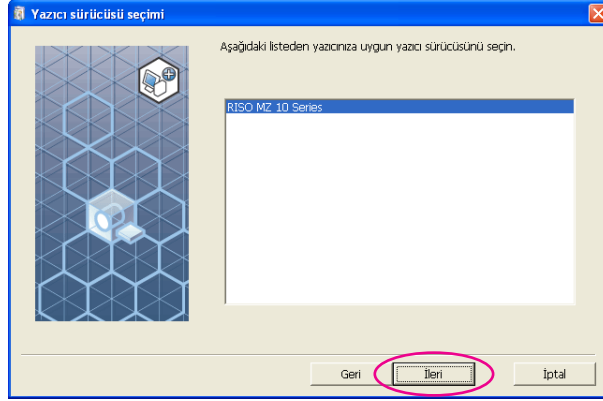 Yazıcı sürücüsü seçimi
Aşağıdaki listeden yazıcınıza uygun yazıcı sürücüsünü seçin.
RISO MZ 10 Series
Geri
İleri
İptal